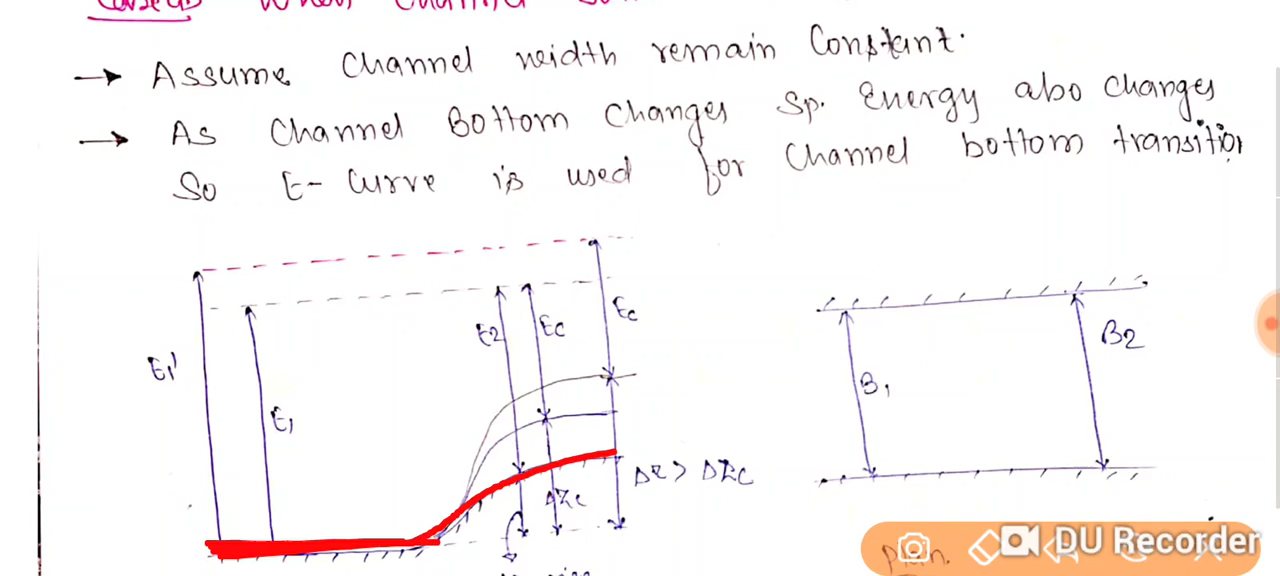 → Assume Channel width remain Constant.
→ As Channel Bottom Changes Sp. Energy also Changes
So E- Curve is used for Channel bottom transition
E1'
E1
E2
Ec
Ec
ΔZc
ΔZ > ΔZc
B1
B2
Plan.
DU Recorder